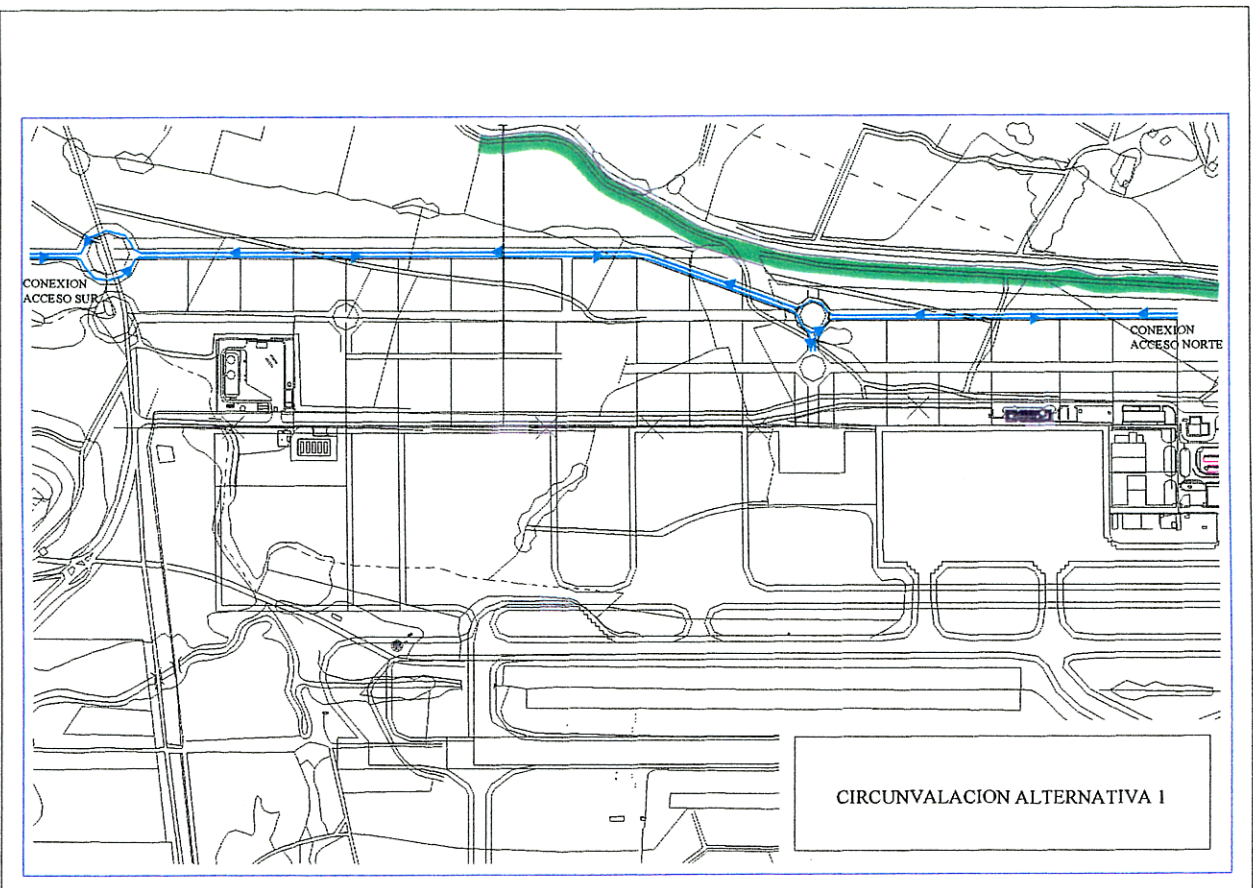 CONEXION
ACCESO SUR
CONEXION
ACCESO NORTE
CIRCUNVALACION ALTERNATIVA 1